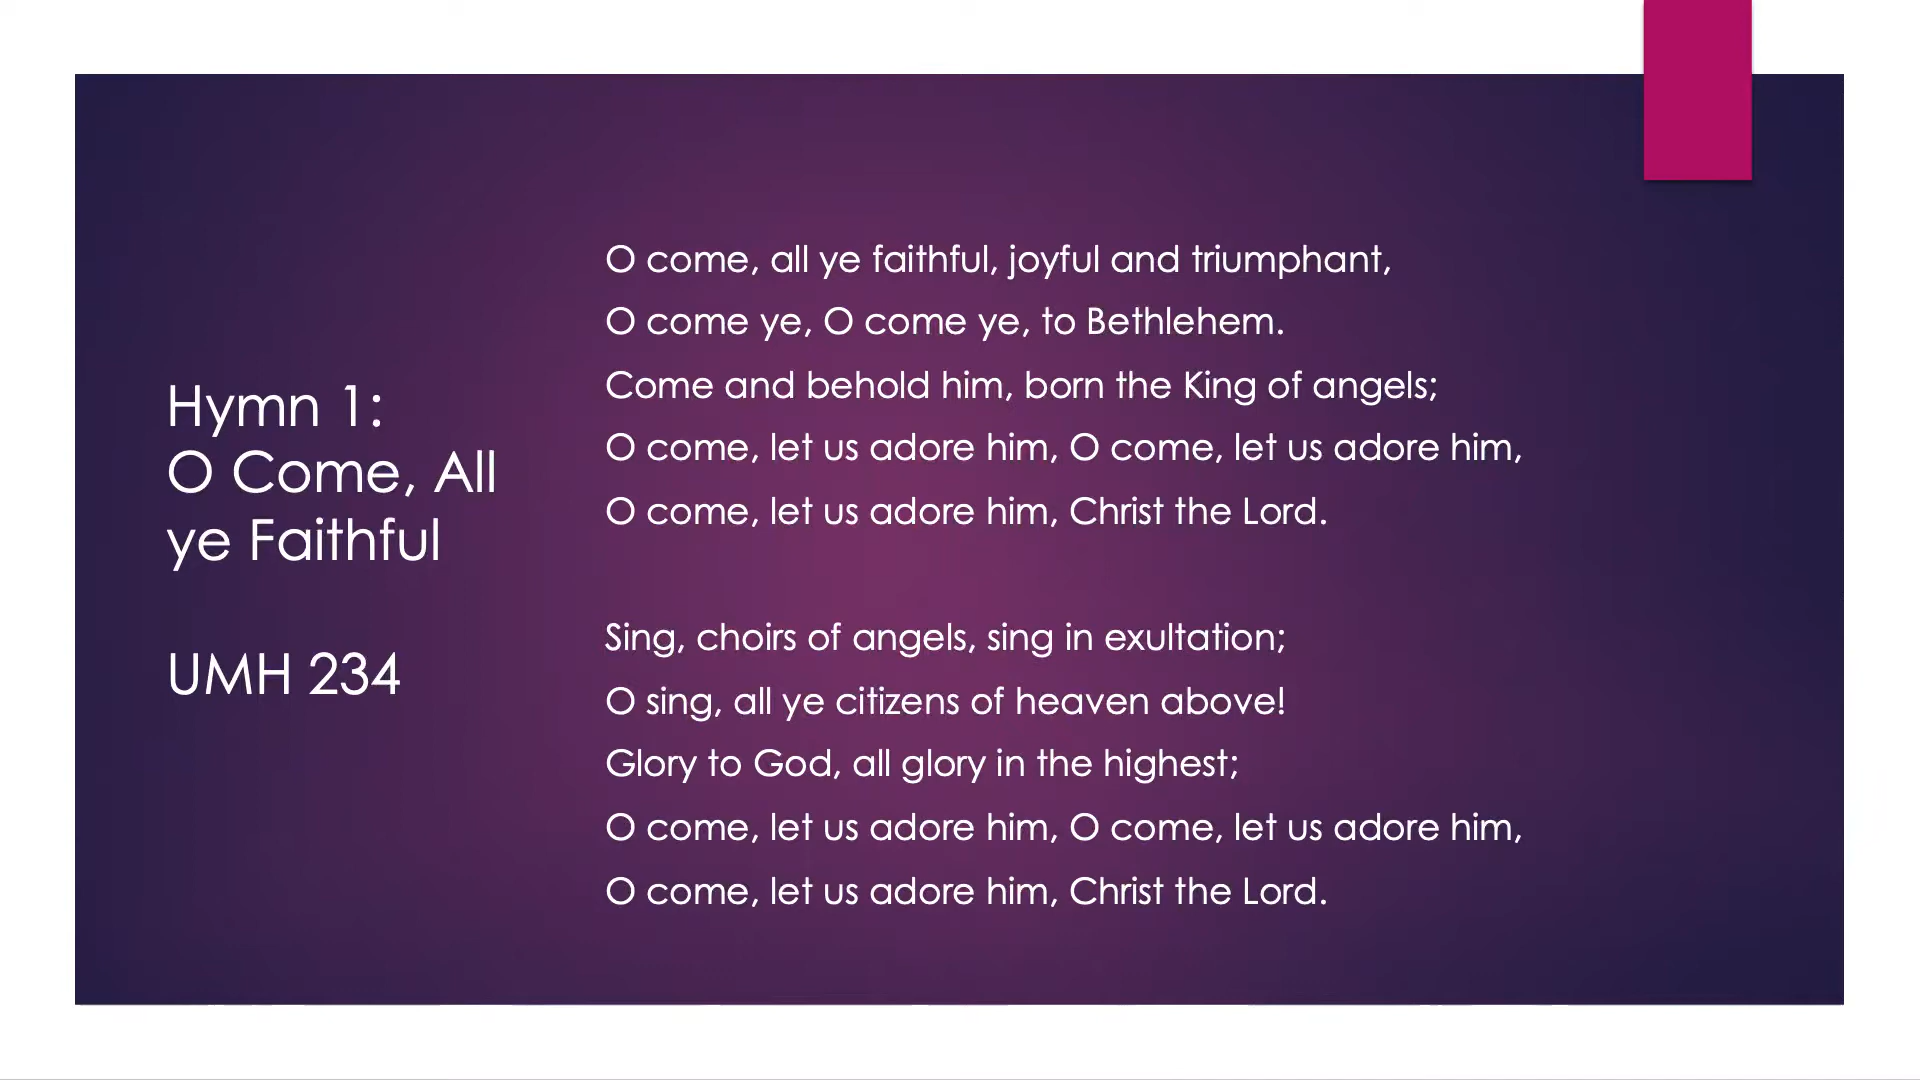 Hymn 1:
O Come, All
ye Faithful
UMH 234
O come, all ye faithful, joyful and triumphant,
O come ye, O come ye, to Bethlehem.
Come and behold him, born the King of angels;
O come, let us adore him, O come, let us adore him,
O come, let us adore him, Christ the Lord.
Sing, choirs of angels, sing in exultation;
O sing, all ye citizens of heaven above!
Glory to God, all glory in the highest;
O come, let us adore him, O come, let us adore him,
O come, let us adore him, Christ the Lord.